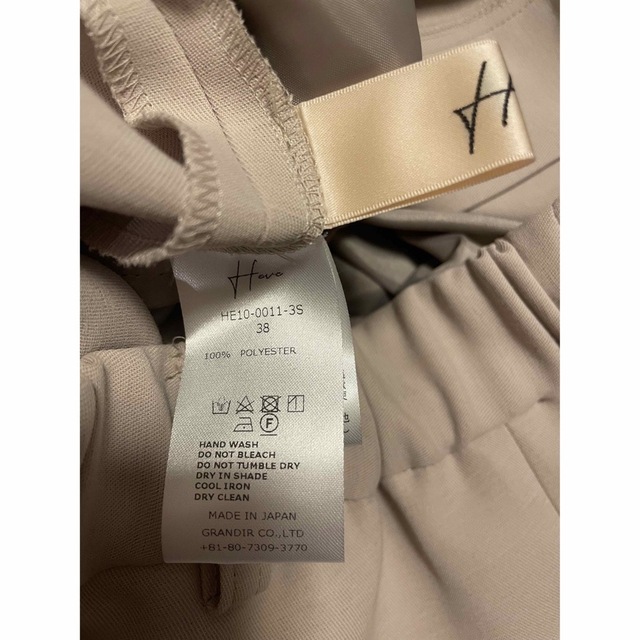 H
Heve
HE10-0011-3S
38
100% POLYESTER
F
HAND WASH
DO NOT BLEACH
DO NOT TUMBLE DRY
DRY IN SHADE
COOL IRON
DRY CLEAN
MADE IN JAPAN
GRANDIR CO.,LTD
+81-80-7309-3770